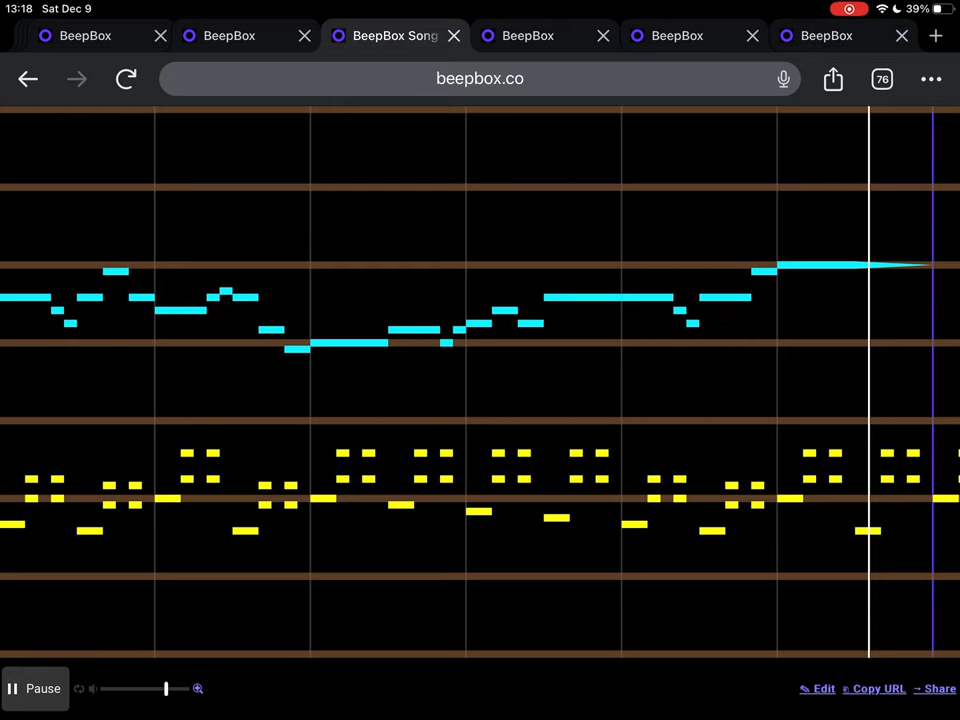 13:18 Sat Dec 9 39%
BeepBox BeepBox BeepBox Song BeepBox BeepBox BeepBox
beepbox.co 76
Pause Edit Copy URL → Share